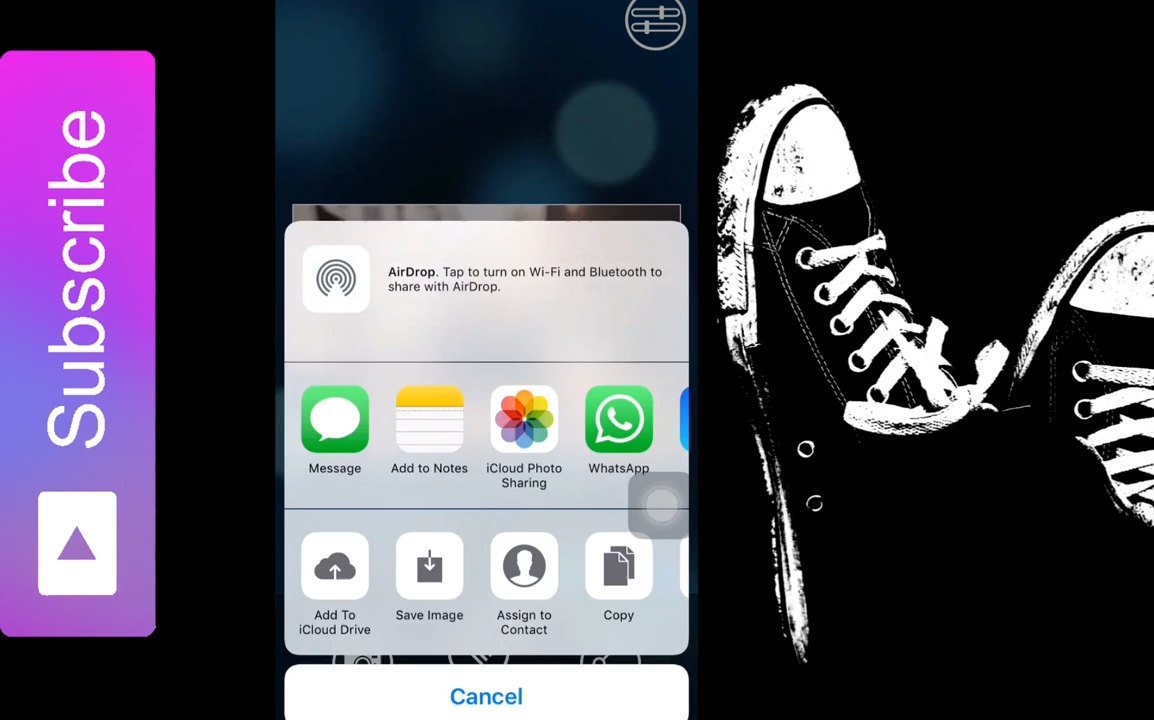 Subscribe
AirDrop. Tap to turn on Wi-Fi and Bluetooth to
share with AirDrop.
Message
Add to Notes
iCloud Photo
Sharing
WhatsApp
Add To
iCloud Drive
Save Image
Assign to
Contact
Copy
Cancel